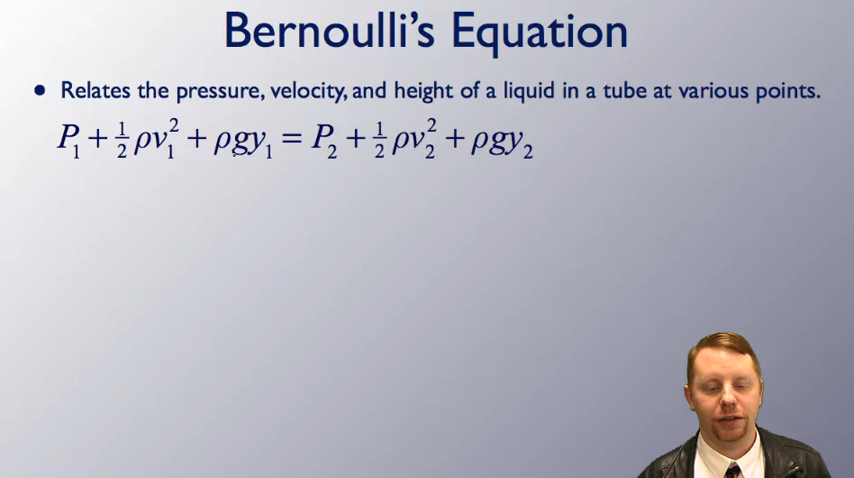 Bernoulli's Equation
• Relates the pressure, velocity, and height of a liquid in a tube at various points.
P₁ + ½ρv₁² + ρgy₁ = P₂ + ½ρv₂² + ρgy₂